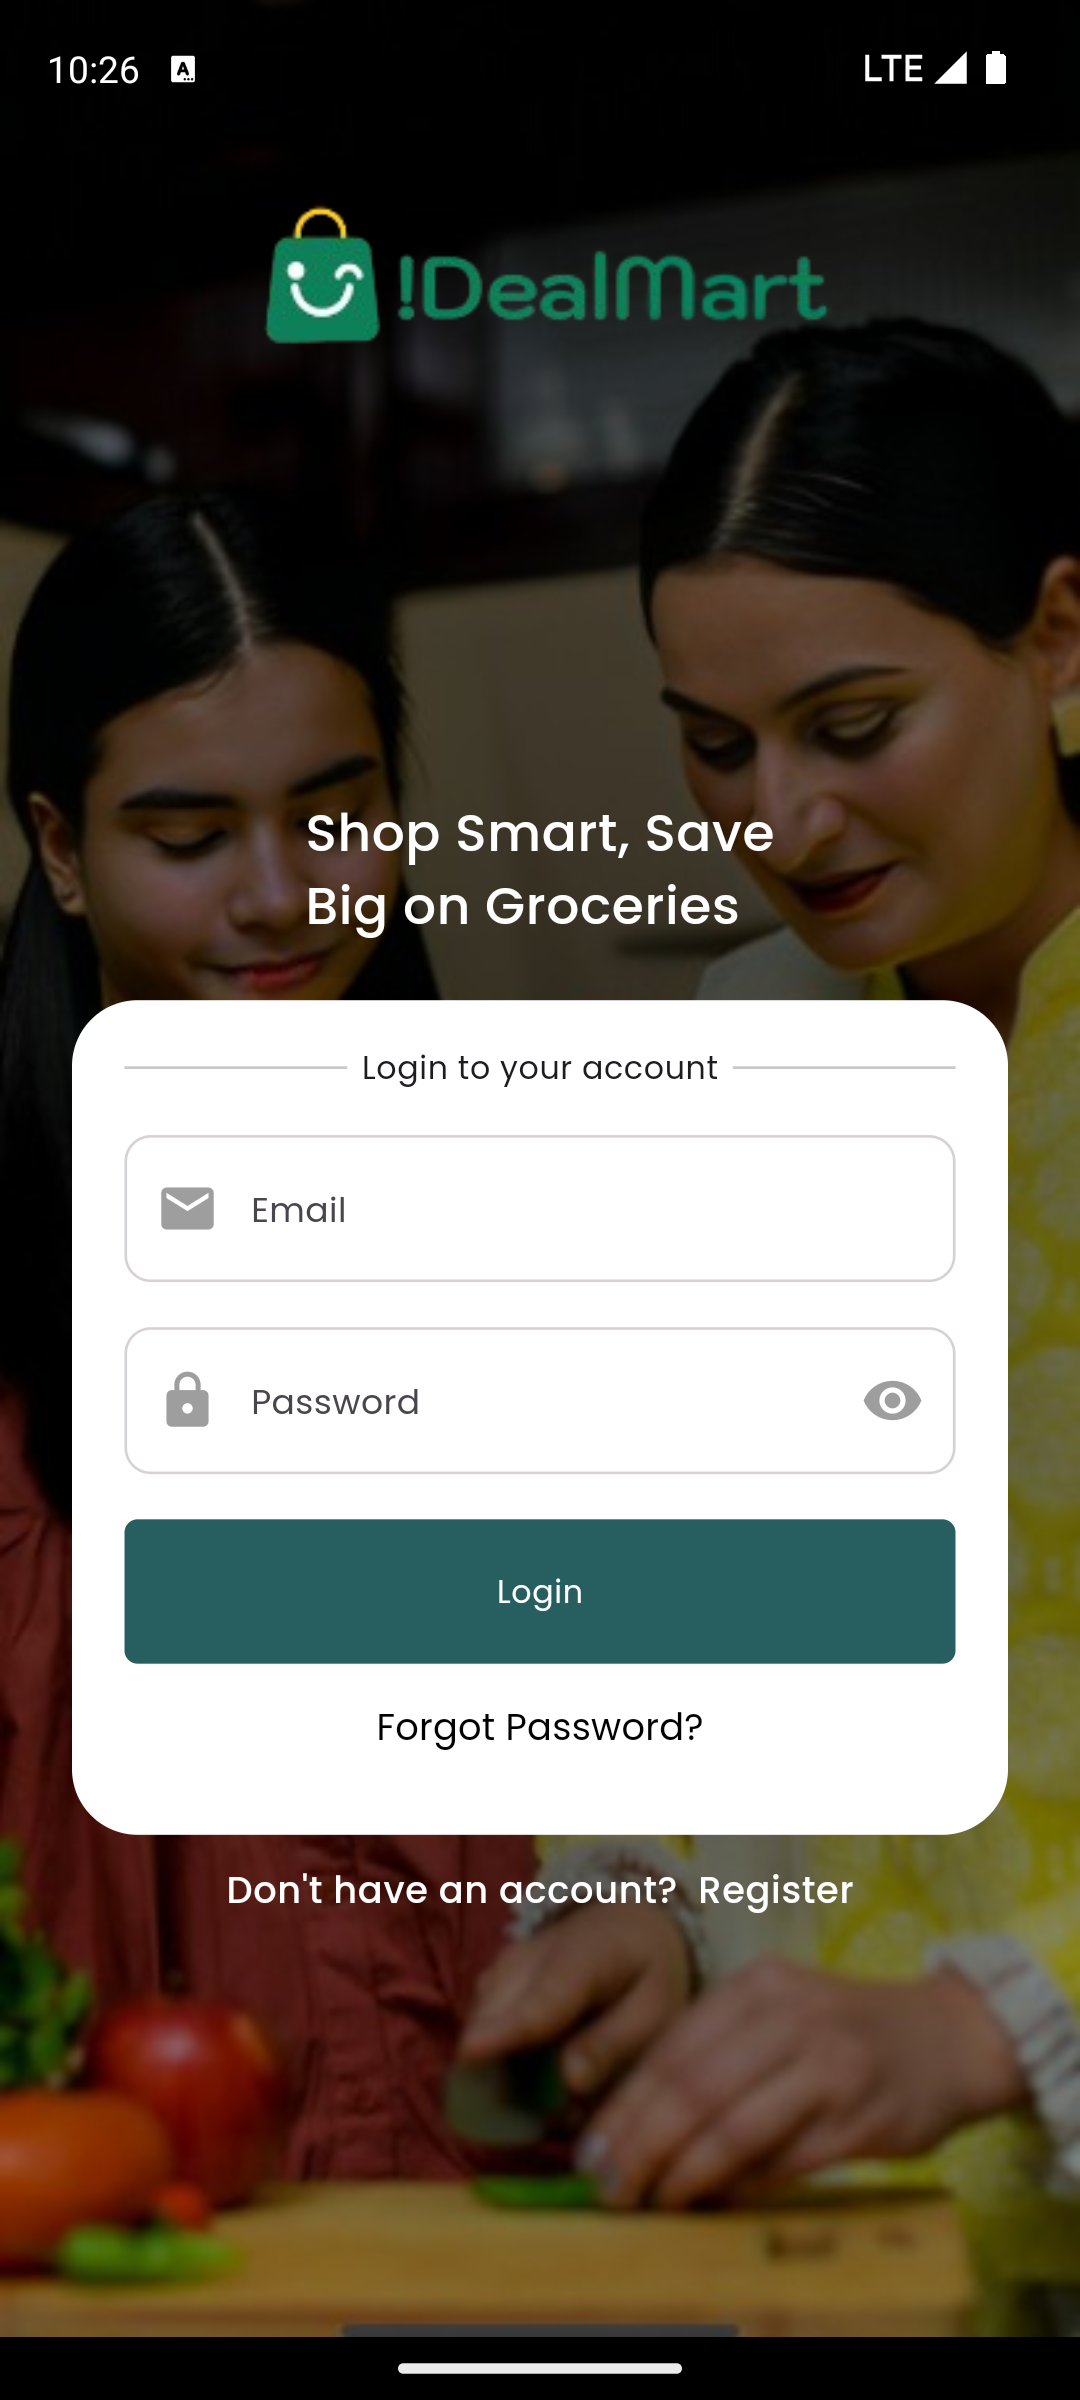 10:26
LTE
!DealMart
Shop Smart, Save
Big on Groceries
Login to your account
Email
Password
Login
Forgot Password?
Don't have an account? Register